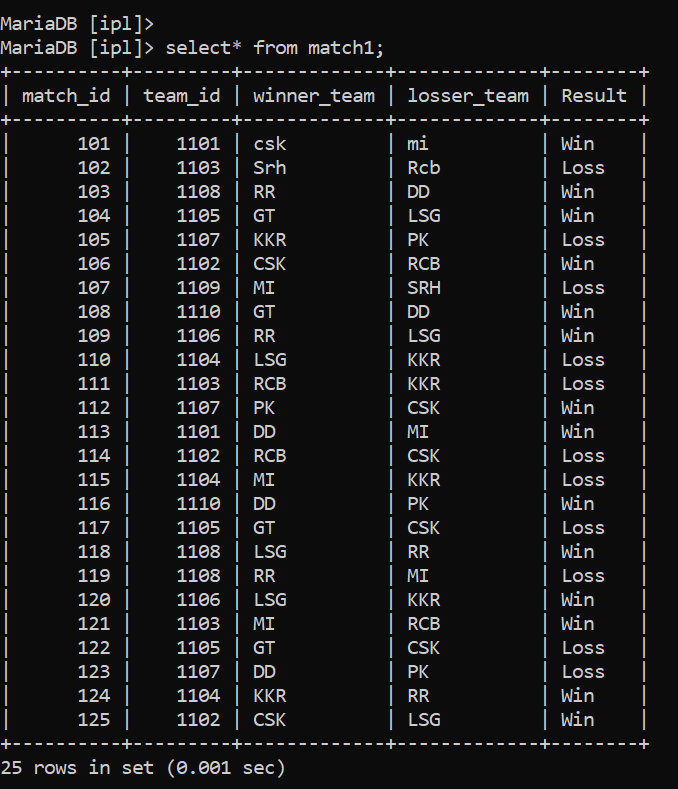 MariaDB [ipl]>
MariaDB [ipl]> select* from match1;
+----------+---------+-------------+-------------+--------+
| match_id | team_id | winner_team | losser_team | Result |
+----------+---------+-------------+-------------+--------+
|      101 |    1101 | csk         | mi          | Win    |
|      102 |    1103 | Srh         | Rcb         | Loss   |
|      103 |    1108 | RR          | DD          | Win    |
|      104 |    1105 | GT          | LSG         | Win    |
|      105 |    1107 | KKR         | PK          | Loss   |
|      106 |    1102 | CSK         | RCB         | Win    |
|      107 |    1109 | MI          | SRH         | Loss   |
|      108 |    1110 | GT          | DD          | Win    |
|      109 |    1106 | RR          | LSG         | Win    |
|      110 |    1104 | LSG         | KKR         | Loss   |
|      111 |    1103 | RCB         | KKR         | Loss   |
|      112 |    1107 | PK          | CSK         | Win    |
|      113 |    1101 | DD          | MI          | Win    |
|      114 |    1102 | RCB         | CSK         | Loss   |
|      115 |    1104 | MI          | KKR         | Loss   |
|      116 |    1110 | DD          | PK          | Win    |
|      117 |    1105 | GT          | CSK         | Loss   |
|      118 |    1108 | LSG         | RR          | Win    |
|      119 |    1108 | RR          | MI          | Loss   |
|      120 |    1106 | LSG         | KKR         | Win    |
|      121 |    1103 | MI          | RCB         | Win    |
|      122 |    1105 | GT          | CSK         | Loss   |
|      123 |    1107 | DD          | PK          | Loss   |
|      124 |    1104 | KKR         | RR          | Win    |
|      125 |    1102 | CSK         | LSG         | Win    |
+----------+---------+-------------+-------------+--------+
25 rows in set (0.001 sec)